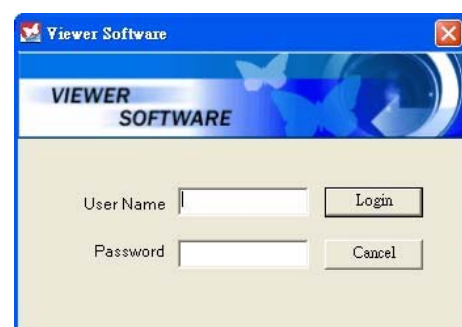 Viewer Software
VIEWER
SOFTWARE
User Name
Login
Password
Cancel